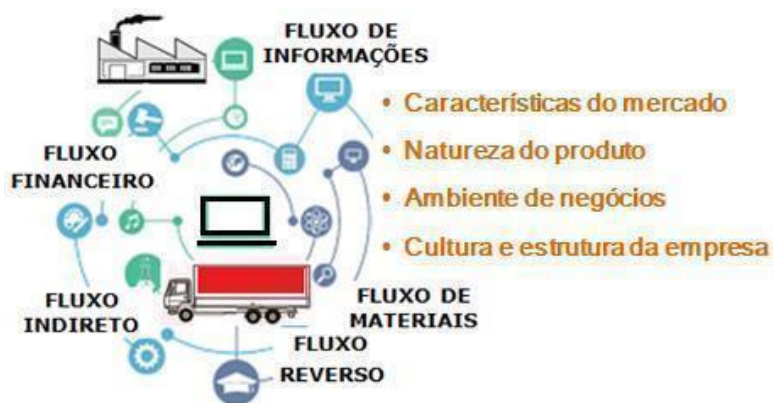 FLUXO DE
INFORMAÇÕES
• Características do mercado
• Natureza do produto
FLUXO
FINANCEIRO
• Ambiente de negócios
• Cultura e estrutura da empresa
FLUXO
INDIRETO
FLUXO DE
MATERIAIS
FLUXO
REVERSO